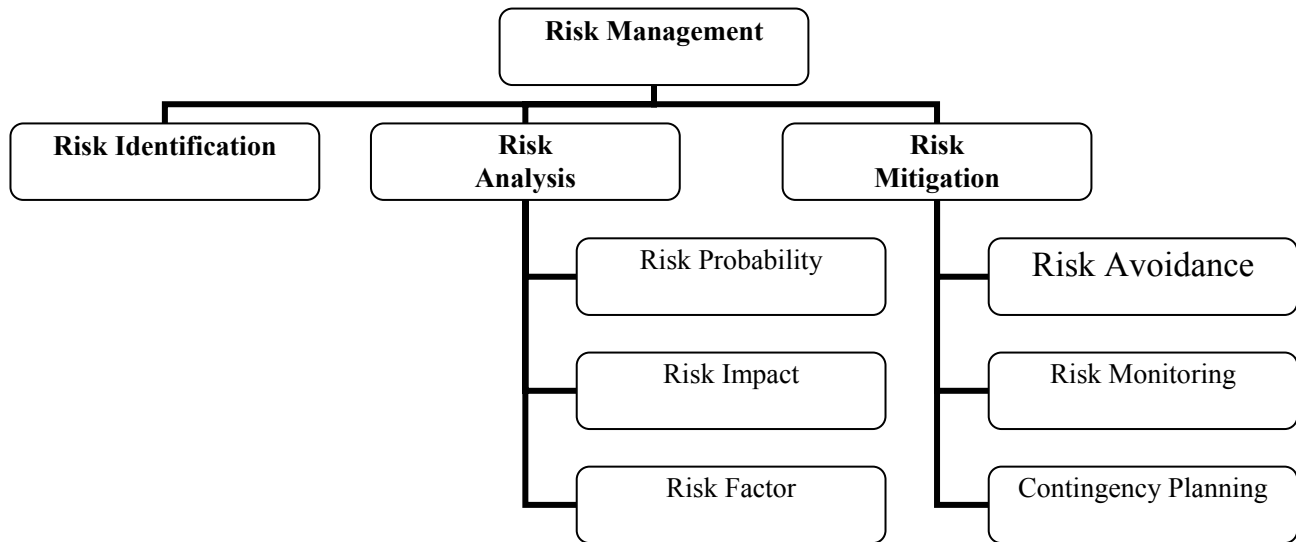 Risk Management
Risk Identification
Risk
Analysis
Risk
Mitigation
Risk Probability
Risk Avoidance
Risk Impact
Risk Monitoring
Risk Factor
Contingency Planning